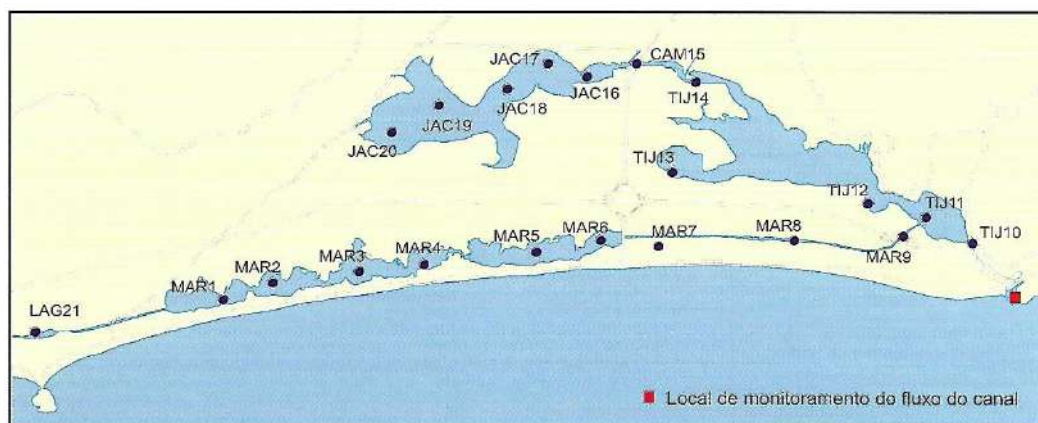 JAC17
CAM15
JAC16
JAC18
TIJ14
JAC19
JAC20
TIJ13
TIJ12
TIJ11
TIJ10
MAR6
MAR7
MAR8
MAR9
MAR5
MAR4
MAR3
MAR2
MAR1
LAG21
Local de monitoramento do fluxo do canal